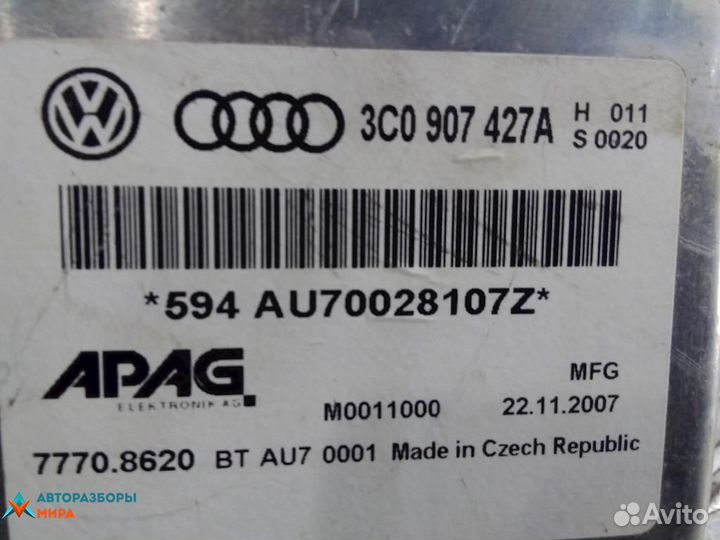 3C0 907 427A H 011
S 0020
*594 AU70028107Z*
APAG
ELEKTRONIK AG
MFG
M0011000 22.11.2007
7770.8620 BT AU7 0001 Made in Czech Republic
АВТОРАЗБОРЫ
МИРА
Avito